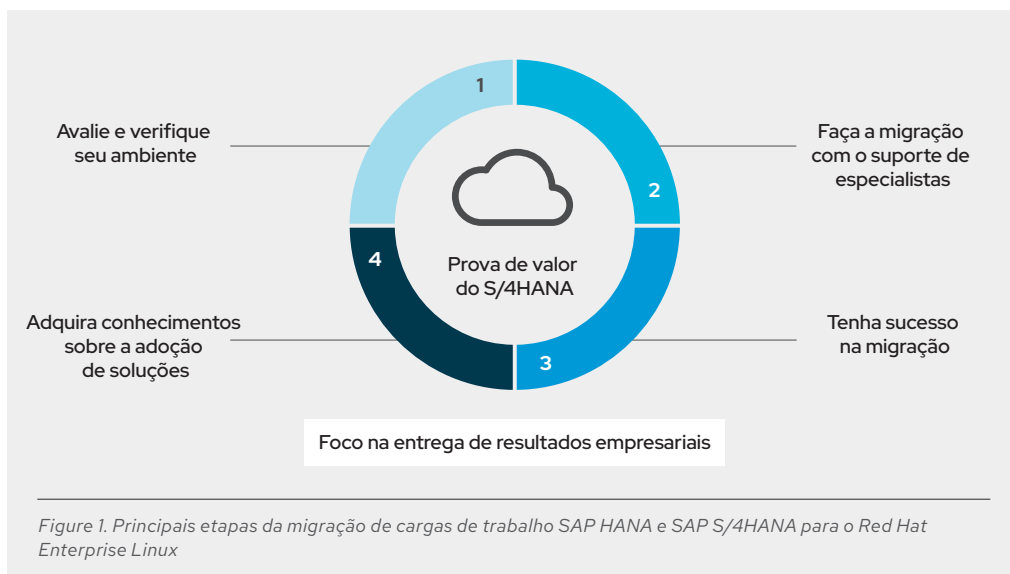 1
Avalie e verifique
seu ambiente
2
Faça a migração
com o suporte de
especialistas
Prova de valor
do S/4HANA
3
Tenha sucesso
na migração
4
Adquira conhecimentos
sobre a adoção
de soluções
Foco na entrega de resultados empresariais
Figure 1. Principais etapas da migração de cargas de trabalho SAP HANA e SAP S/4HANA para o Red Hat
Enterprise Linux